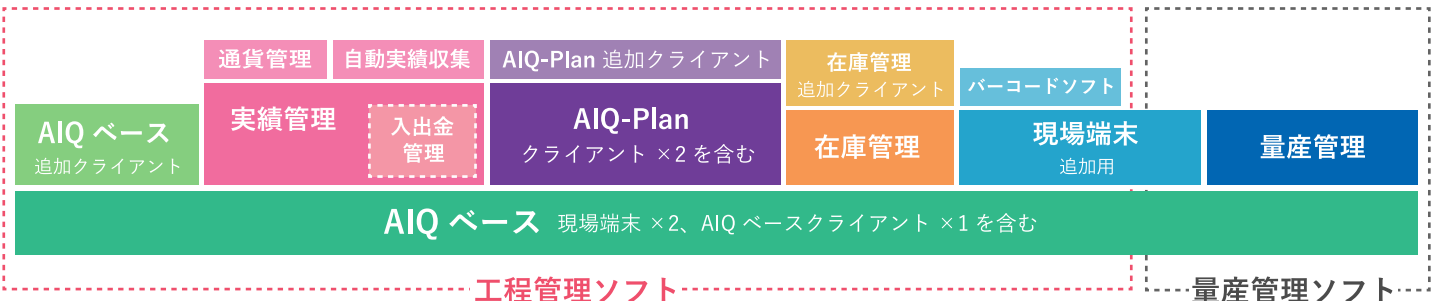 通貨管理
自動実績収集
AIQ-Plan 追加クライアント
在庫管理
追加クライアント
バーコードソフト
AIQ ベース
追加クライアント
実績管理
入出金
管理
AIQ-Plan
クライアント ×2 を含む
在庫管理
現場端末
追加用
量産管理
AIQ ベース 現場端末 ×2、AIQ ベースクライアント ×1 を含む
工程管理ソフト
量産管理ソフト